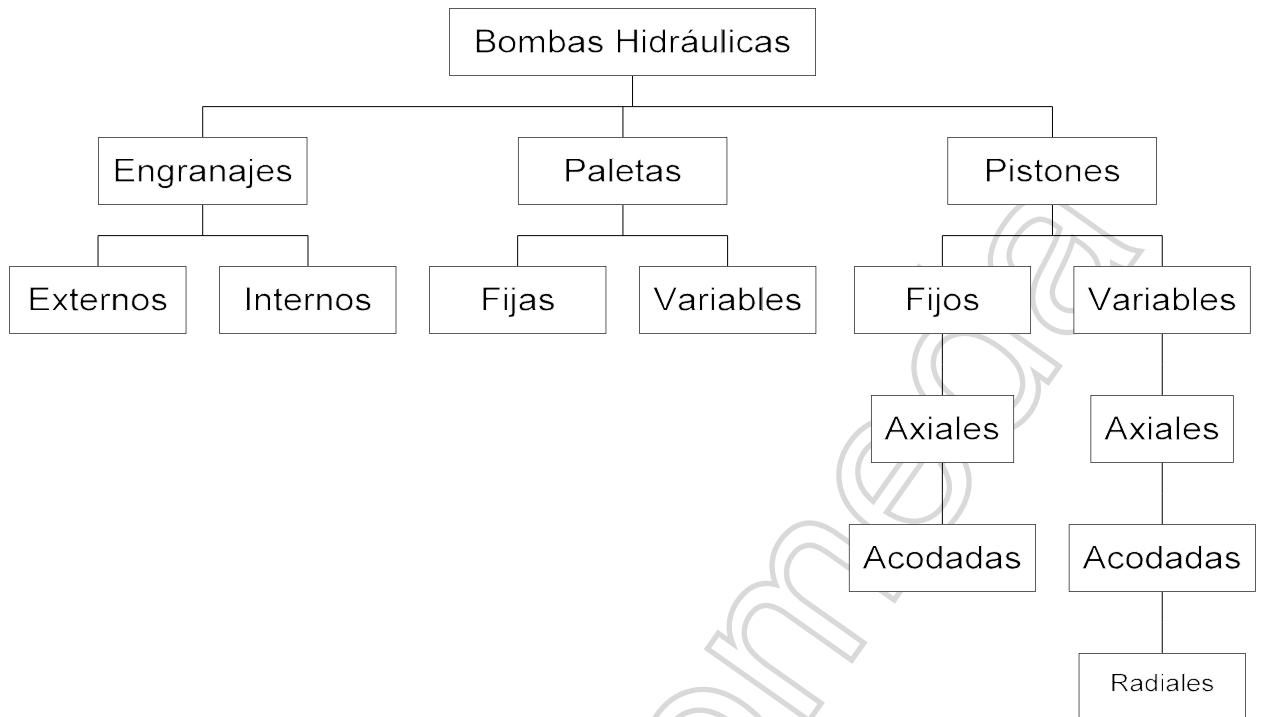 Bombas Hidráulicas
Engranajes
Paletas
Pistones
Externos
Internos
Fijas
Variables
Fijos
Variables
Axiales
Axiales
Acodadas
Acodadas
Radiales